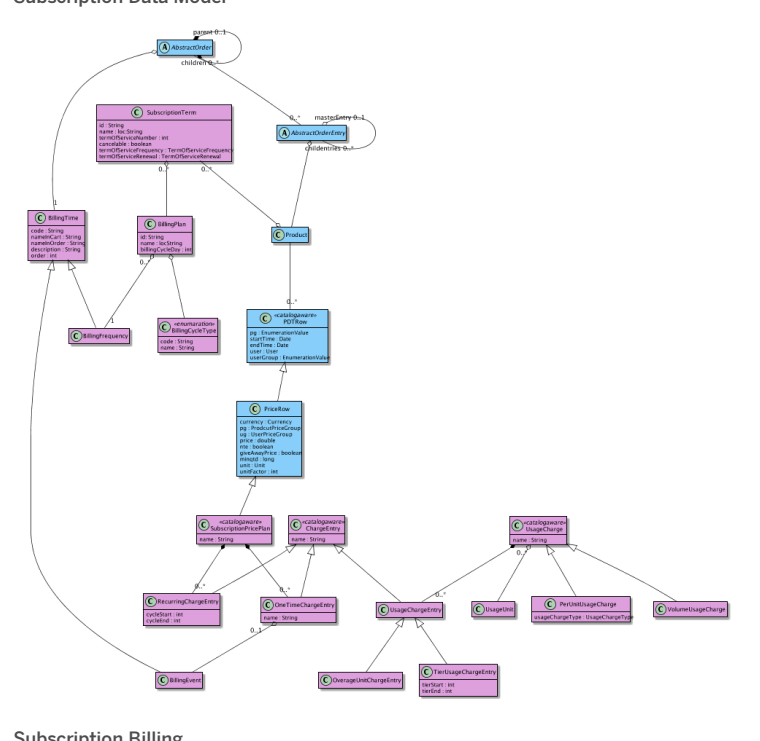 Subscription Data Model
parent 0..1
A AbstractOrder
children 0..*
C SubscriptionTerm
id : String
name : loc:String
termOfServiceNumber : int
cancelable : boolean
termOfServiceFrequency : TermOfServiceFrequency
termOfServiceRenewal : TermOfServiceRenewal
0..*
masterEntry 0..1
A AbstractOrderEntry
childentries 0..*
0..*
0..*
1
C BillingTime
code : String
nameInCart : String
nameInOrder : String
description : String
order : int
C BillingPlan
id: String
name : locString
billingCycleDay : int
0..*
C Product
1
C BillingFrequency
«enumaration»
C BillingCycleType
code : String
name : String
0..*
«catalogaware»
C PDTRow
pg : EnumerationValue
startTime : Date
endTime : Date
user : User
userGroup : EnumerationValue
C PriceRow
currency : Currency
pg : ProdcutPriceGroup
ug : UserPriceGroup
price : double
nte : boolean
giveAwayPrice : boolean
minqtd : long
unit : Unit
unitFactor : int
«catalogaware»
C SubscriptionPricePlan
name : String
«catalogaware»
C ChargeEntry
name : String
«catalogaware»
C UsageCharge
name : String
0..*
0..*
0..*
0..*
C RecurringChargeEntry
cycleStart : int
cycleEnd : int
C OneTimeChargeEntry
name : String
C UsageChargeEntry
C UsageUnit
C PerUnitUsageCharge
usageChargeType : UsageChargeType
C VolumeUsageCharge
0..1
C BillingEvent
C OverageUnitChargeEntry
C TierUsageChargeEntry
tierStart : int
tierEnd : int
Subscription Billing